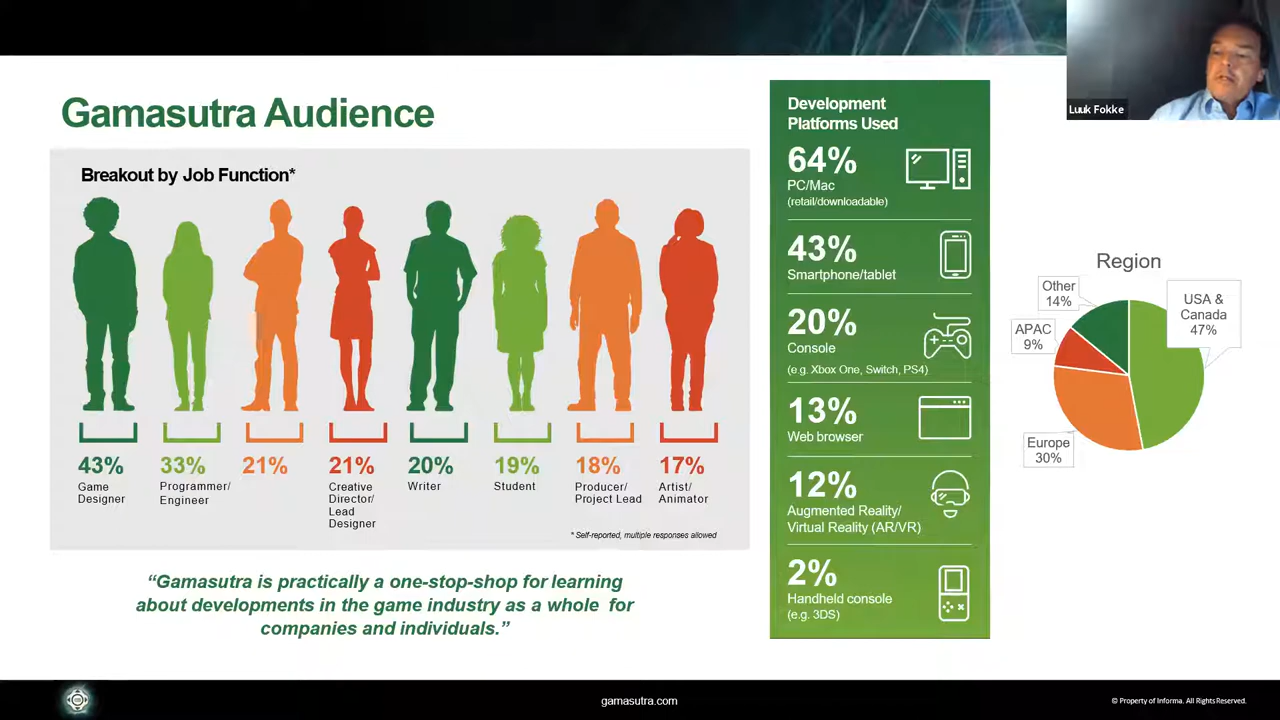 Gamasutra Audience
Breakout by Job Function*
43%
Game
Designer
33%
Programmer/
Engineer
21%
21%
Creative
Director/
Lead
Designer
20%
Writer
19%
Student
18%
Producer/
Project Lead
17%
Artist/
Animator
* Self-reported, multiple responses allowed
“Gamasutra is practically a one-stop-shop for learning
about developments in the game industry as a whole for
companies and individuals.”
Development
Platforms Used
64%
PC/Mac
(retail/downloadable)
43%
Smartphone/tablet
20%
Console
(e.g. Xbox One, Switch, PS4)
13%
Web browser
12%
Augmented Reality/
Virtual Reality (AR/VR)
2%
Handheld console
(e.g. 3DS)
Luuk Fokke
Region
Other
14%
USA &
Canada
47%
APAC
9%
Europe
30%
gamasutra.com
© Property of Informa. All Rights Reserved.